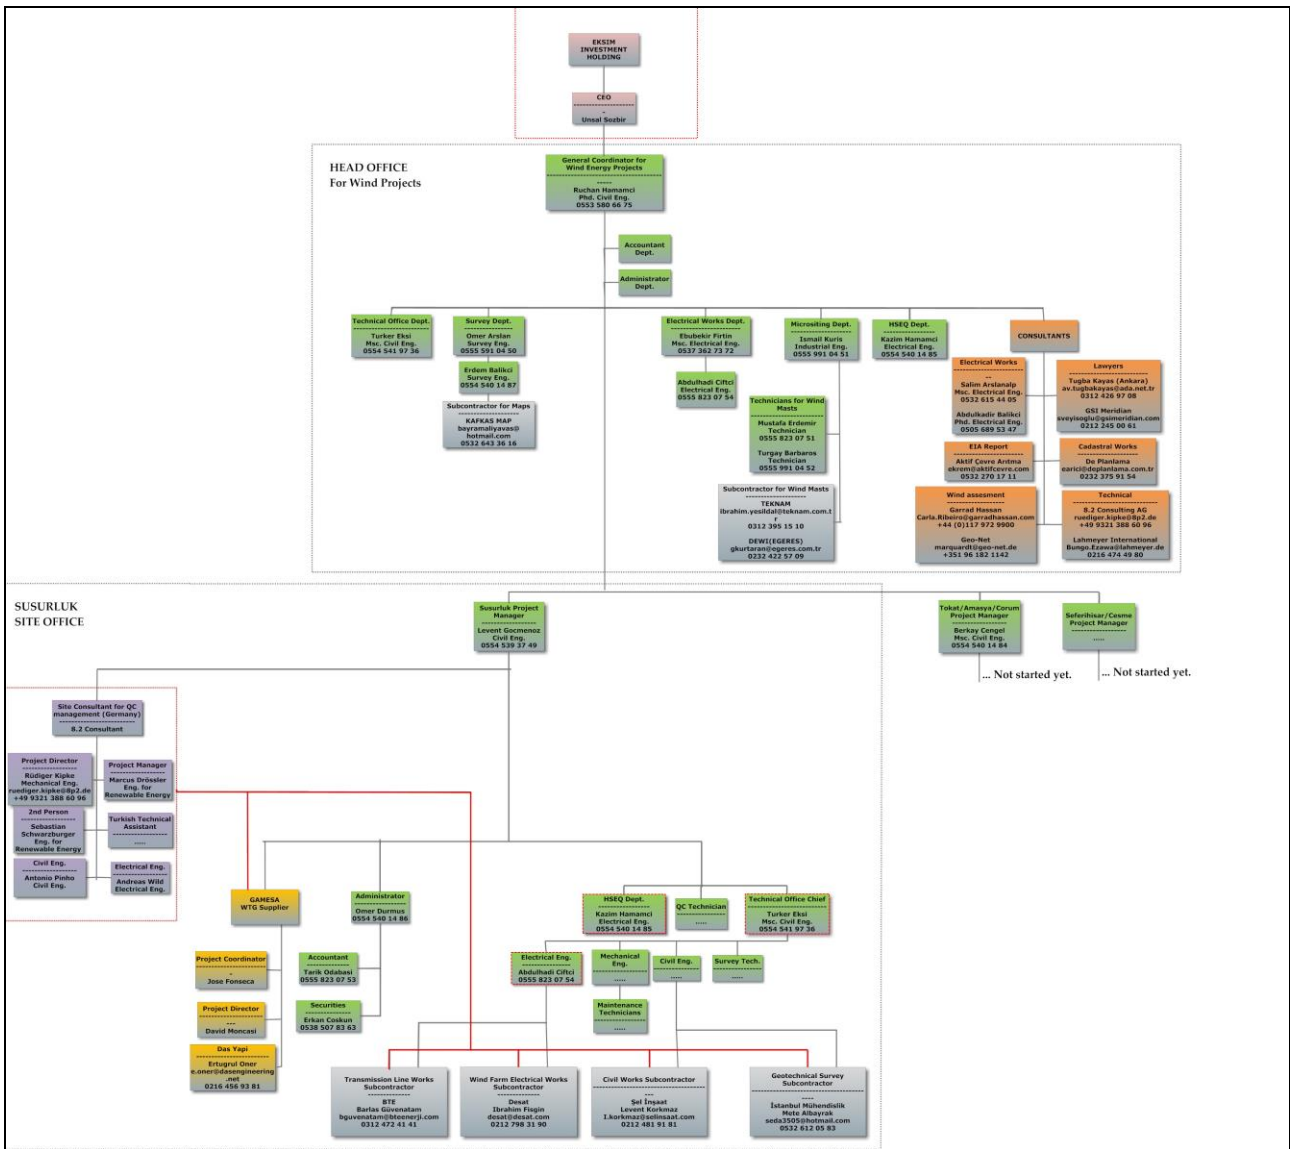 EKSIM
INVESTMENT
HOLDING
CEO
--------------------
-
Unsal Sozbir
HEAD OFFICE
For Wind Projects
General Coordinator for
Wind Energy Projects
Ruchan Hamamci
Phd. Civil Eng.
0553 580 66 75
Accountant
Dept.
Administrator
Dept.
Technical Office Dept.
Turker Eksi
Msc. Civil Eng.
0554 541 97 36
Survey Dept.
Omer Arslan
Survey Eng.
0555 591 04 50
Erdem Balikci
Survey Eng.
0554 540 14 87
Subcontractor for Maps
KAFKAS MAP
bayramaliyavas@
hotmail.com
0532 643 36 16
Electrical Works Dept.
Ebubekir Firtin
Msc. Electrical Eng.
0537 362 73 72
Abdulhadi Ciftci
Electrical Eng.
0555 823 07 54
Micrositing Dept.
Ismail Kuris
Industrial Eng.
0555 991 04 51
Technicians for Wind
Masts
Mustafa Erdemir
Technician
0555 823 07 51
Turgay Barbaros
Technician
0555 991 04 52
Subcontractor for Wind Masts
TEKNAM
ibrahim.yesildal@teknam.com.t
r
0312 395 15 10
DEWI(EGERES)
gkurtaran@egeres.com.tr
0232 422 57 09
HSEQ Dept.
Kazim Hamamci
Electrical Eng.
0554 540 14 85
CONSULTANTS
Electrical Works
Salim Arslanalp
Msc. Electrical Eng.
0532 615 44 05
Abdulkadir Balikci
Phd. Electrical Eng.
0505 689 53 47
Lawyers
Tugba Kayas (Ankara)
av.tugbakayas@ada.net.tr
0312 426 97 08
GSI Meridian
sveyisoglu@gsimeridian.com
0212 245 00 61
EIA Report
Aktif Çevre Arıtma
ekrem@aktifcevre.com
0532 270 17 11
Cadastral Works
De Planlama
earici@deplanlama.com.tr
0232 375 91 54
Wind assesment
Garrad Hassan
Carla.Ribeiro@garradhassan.com
+44 (0)117 972 9900
Geo-Net
marquardt@geo-net.de
+351 96 182 1142
Technical
8.2 Consulting AG
ruediger.kipke@8p2.de
+49 9321 388 60 96
Lahmeyer International
Bungo.Ezawa@lahmeyer.de
0216 474 49 80
SUSURLUK
SITE OFFICE
Susurluk Project
Manager
Levent Gocmenoz
Civil Eng.
0554 539 37 49
Tokat/Amasya/Corum
Project Manager
Berkay Cengel
Msc. Civil Eng.
0554 540 14 84
... Not started yet.
Seferihisar/Cesme
Project Manager
.....
... Not started yet.
Site Consultant for QC
management (Germany)
8.2 Consultant
Project Director
Rüdiger Kipke
Mechanical Eng.
ruediger.kipke@8p2.de
+49 9321 388 60 96
Project Manager
Marcus Drössler
Eng. for
Renewable Energy
2nd Person
Sebastian
Schwarzburger
Eng. for
Renewable Energy
Turkish Technical
Assistant
.....
Civil Eng.
Antonio Pinho
Civil Eng.
Electrical Eng.
Andreas Wild
Electrical Eng.
GAMESA
WTG Supplier
Project Coordinator
-
Jose Fonseca
Project Director
David Moncasi
Das Yapi
Ertugrul Oner
e.oner@dasengineering
.net
0216 456 93 81
Administrator
Omer Durmus
0554 540 14 86
Accountant
Tarik Odabasi
0555 823 07 53
Securities
Erkan Coskun
0538 507 83 63
HSEQ Dept.
Kazim Hamamci
Electrical Eng.
0554 540 14 85
QC Technician
.....
Technical Office Chief
Turker Eksi
Msc. Civil Eng.
0554 541 97 36
Electrical Eng.
Abdulhadi Ciftci
0555 823 07 54
Mechanical
Eng.
.....
Civil Eng.
.....
Survey Tech.
.....
Maintenance
Technicians
.....
Transmission Line Works
Subcontractor
BTE
Barlas Güvenatam
bguvenatam@bteenerji.com
0312 472 41 41
Wind Farm Electrical Works
Subcontractor
Desat
Ibrahim Fisgin
desat@desat.com
0212 798 31 90
Civil Works Subcontractor
Şel İnşaat
Levent Korkmaz
l.korkmaz@selinsaat.com
0212 481 91 81
Geotechnical Survey
Subcontractor
İstanbul Mühendislik
Mete Albayrak
seda3505@hotmail.com
0532 612 05 83